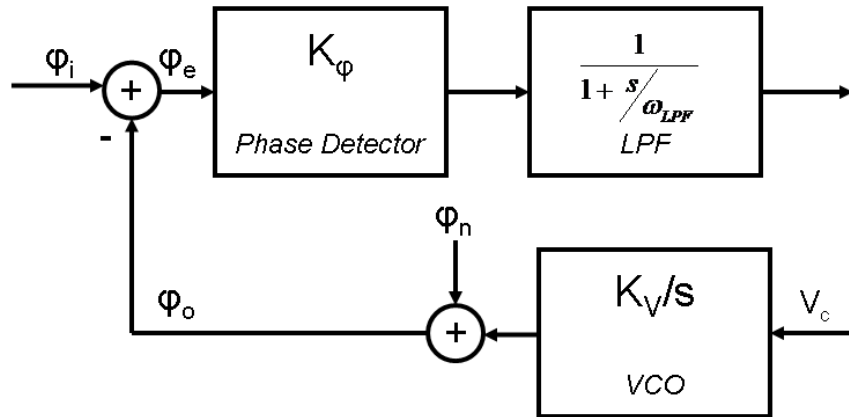 φi
+
-
φe
Kφ
Phase Detector
1
1 + s/ωLPF
LPF
φn
φo
+
KV/s
VCO
Vc